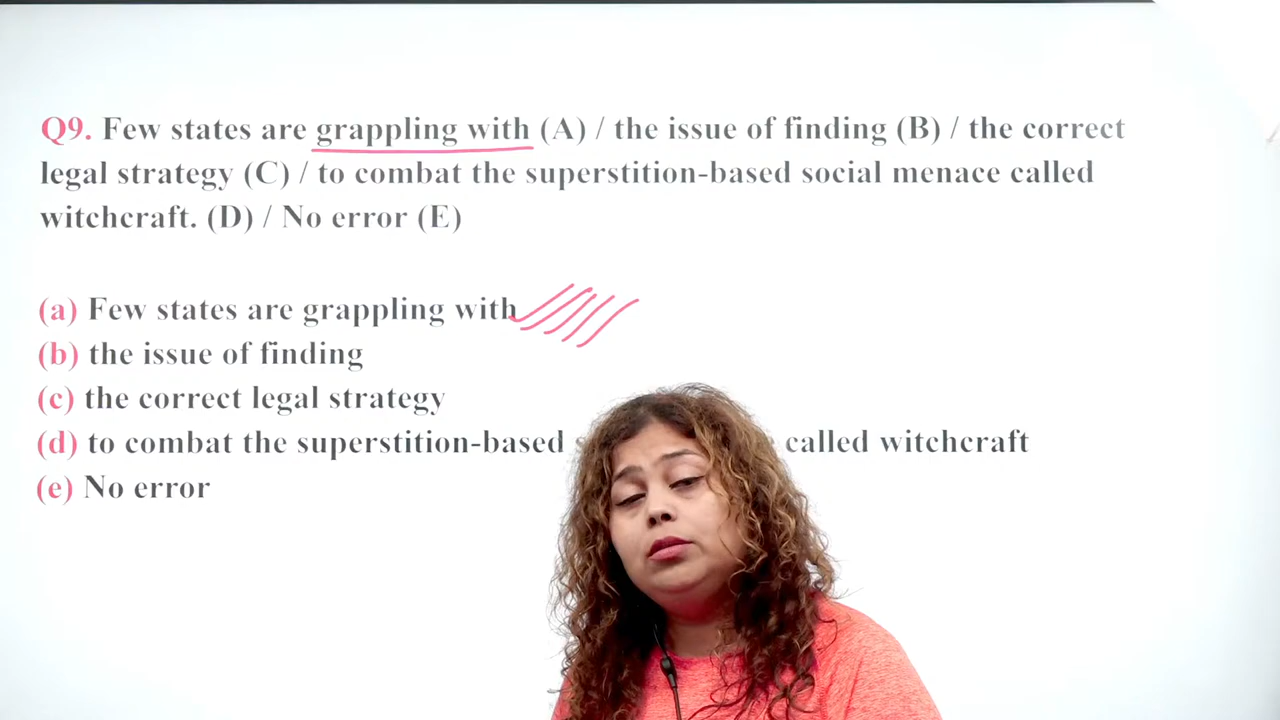 Q9. Few states are grappling with (A) / the issue of finding (B) / the correct
legal strategy (C) / to combat the superstition-based social menace called
witchcraft. (D) / No error (E)
(a) Few states are grappling with
(b) the issue of finding
(c) the correct legal strategy
(d) to combat the superstition-based called witchcraft
(e) No error